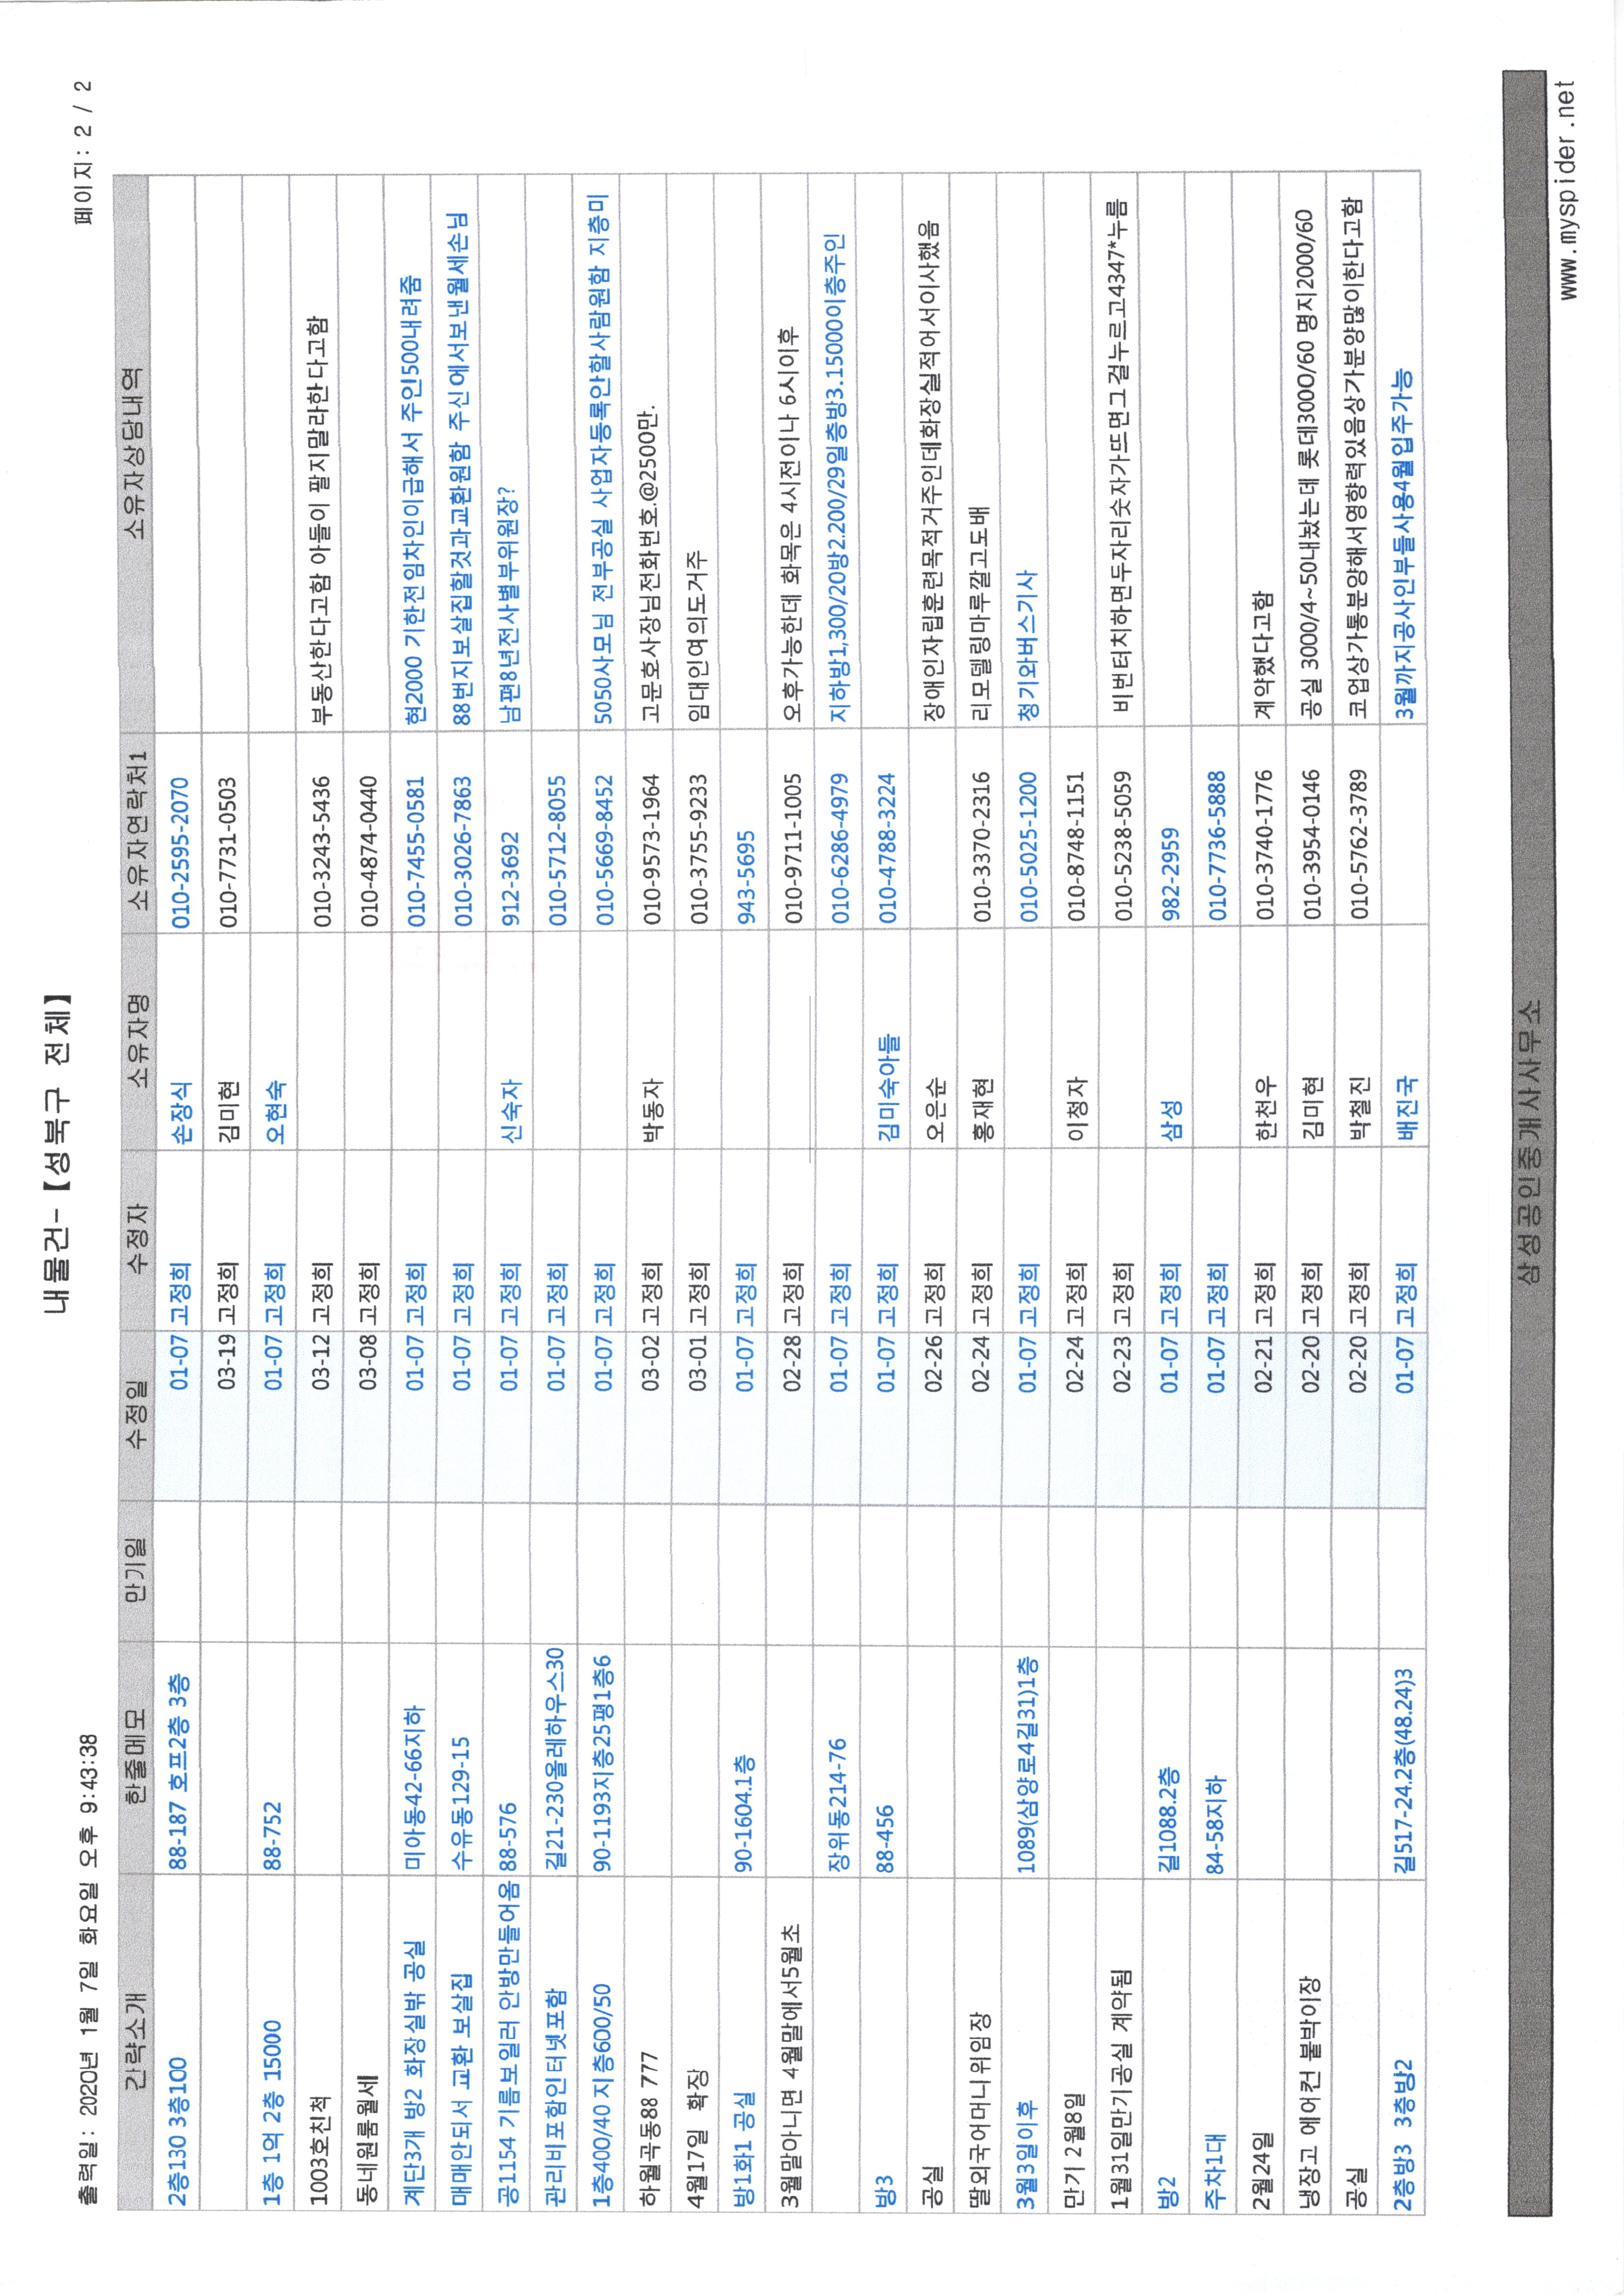 내물건-【성북구 전체】
출력일: 2020년 1월 7일 화요일 오후 9:43:38
페이지: 2 / 2
간략소개 한줄메모 만기일 수정일 수정자 소유자명 소유자연락처1 소유자상담내역
2층130 3층100 88-187 호프2층 3층 01-07 고정희 손장식 010-2595-2070
03-19 고정희 김미현 010-7731-0503
1층 1억 2층 15000 88-752 01-07 고정희 오현숙
1003호친척 03-12 고정희 010-3243-5436 부동산한다고함 아들이 팔지말라한다고함
동네원룸월세 03-08 고정희 010-4874-0440
계단3개 방2 화장실밖 공실 미아동42-66지하 01-07 고정희 010-7455-0581 현2000 기한전임차인이급해서 주인500내려줌
매매안되서 교환 보살집 수유동129-15 01-07 고정희 010-3026-7863 88번지보살집할것과교환원함 주신에서보낸월세손님
공1154 기름보일러 안방만들어옴 88-576 01-07 고정희 신숙자 912-3692 남편8년전사별부위원장?
관리비포함인터넷포함 길21-230올레하우스30 01-07 고정희 010-5712-8055
1층400/40 지층600/50 90-1193지층25평1층6 01-07 고정희 010-5669-8452 5050사모님 전부공실 사업자등록안할사람원함 지층미
하월곡동88 777 03-02 고정희 박동자 010-9573-1964 고문호사장님전화번호.@2500만.
4월17일 확장 03-01 고정희 010-3755-9233 임대인여의도거주
방1화1 공실 90-1604.1층 01-07 고정희 943-5695
3월말아니면 4월말에서5월초 02-28 고정희 010-9711-1005 오후가능한데 화목은 4시전이나 6시이후
장위동214-76 01-07 고정희 010-6286-4979 지하방1,300/20방2.200/29일층방3.15000이층주인
방3 88-456 01-07 고정희 김미숙아들 010-4788-3224
공실 02-26 고정희 오은순 장애인자립훈련목적거주인데화장실적어서이사했음
딸외국어머니위임장 02-24 고정희 홍재현 010-3370-2316 리모델링마루깔고도배
3월3일이후 1089(삼양로4길31)1층 01-07 고정희 010-5025-1200 청기와버스기사
만기 2월8일 02-24 고정희 이청자 010-8748-1151
1월31일만기공실 계약됨 02-23 고정희 010-5238-5059 비번터치하면두자리숫자가뜨면그걸누르고4347*누름
방2 길1088.2층 01-07 고정희 삼성 982-2959
주차1대 84-58지하 01-07 고정희 010-7736-5888
2월24일 02-21 고정희 한천우 010-3740-1776 계약했다고함
냉장고 에어컨 붙박이장 02-20 고정희 김미현 010-3954-0146 공실 3000/4~50내놨는데 롯데3000/60 명지2000/60
공실 02-20 고정희 박철진 010-5762-3789 코업상가통분양해서영향력있음상가분양많이한다고함
2층방3 3층방2 길517-24.2층(48.24)3 01-07 고정희 배진국 3월까지공사인부들사용4월입주가능
삼성공인중개사사무소
www.myspider.net